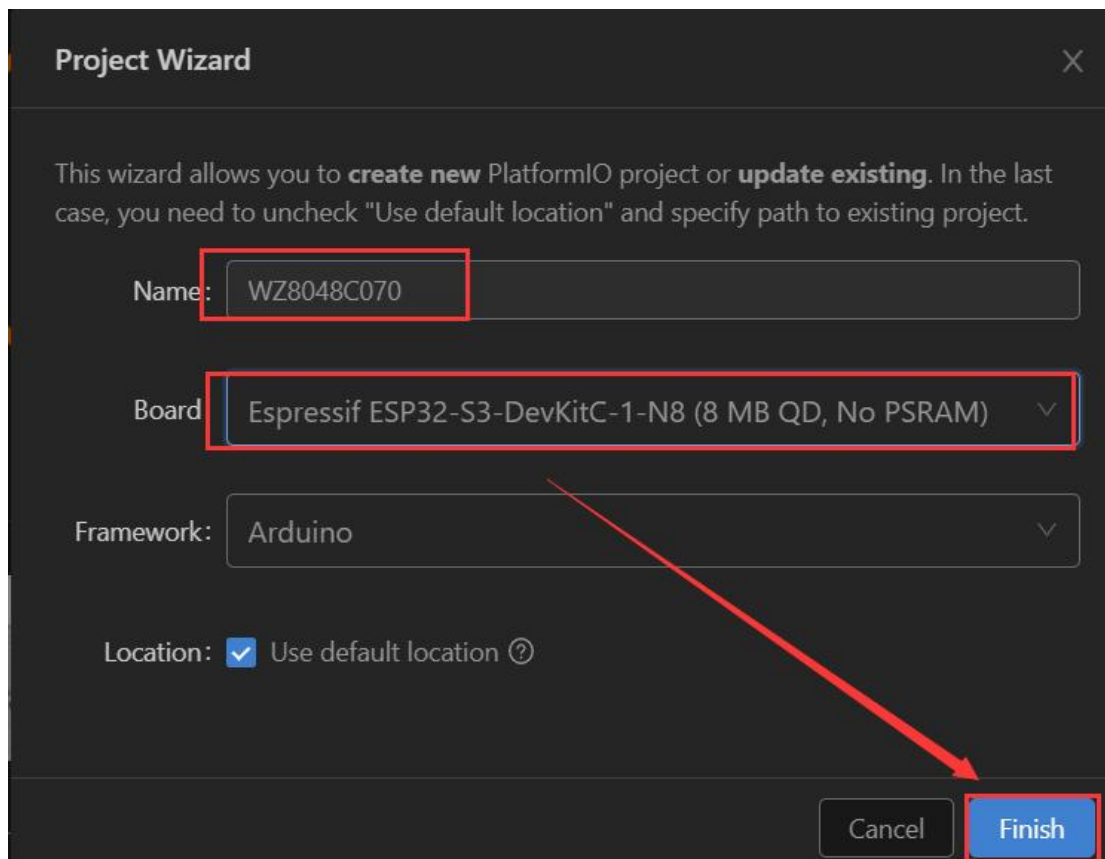 Project Wizard
This wizard allows you to create new PlatformIO project or update existing. In the last
case, you need to uncheck "Use default location" and specify path to existing project.
Name: WZ8048C070
Board Espressif ESP32-S3-DevKitC-1-N8 (8 MB QD, No PSRAM)
Framework: Arduino
Location: Use default location
Cancel Finish